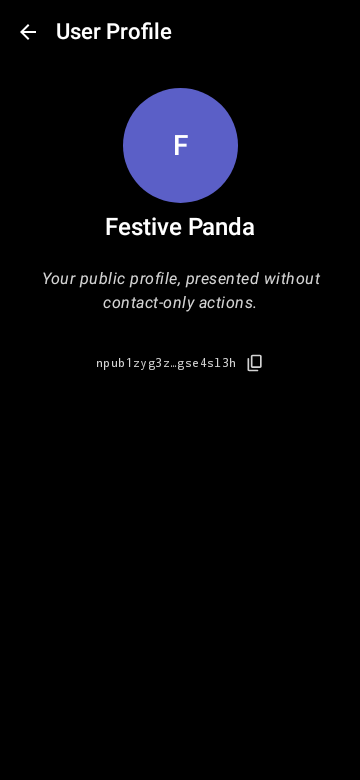 User Profile
F
Festive Panda
Your public profile, presented without
contact-only actions.
npub1zyg3z…gse4sl3h